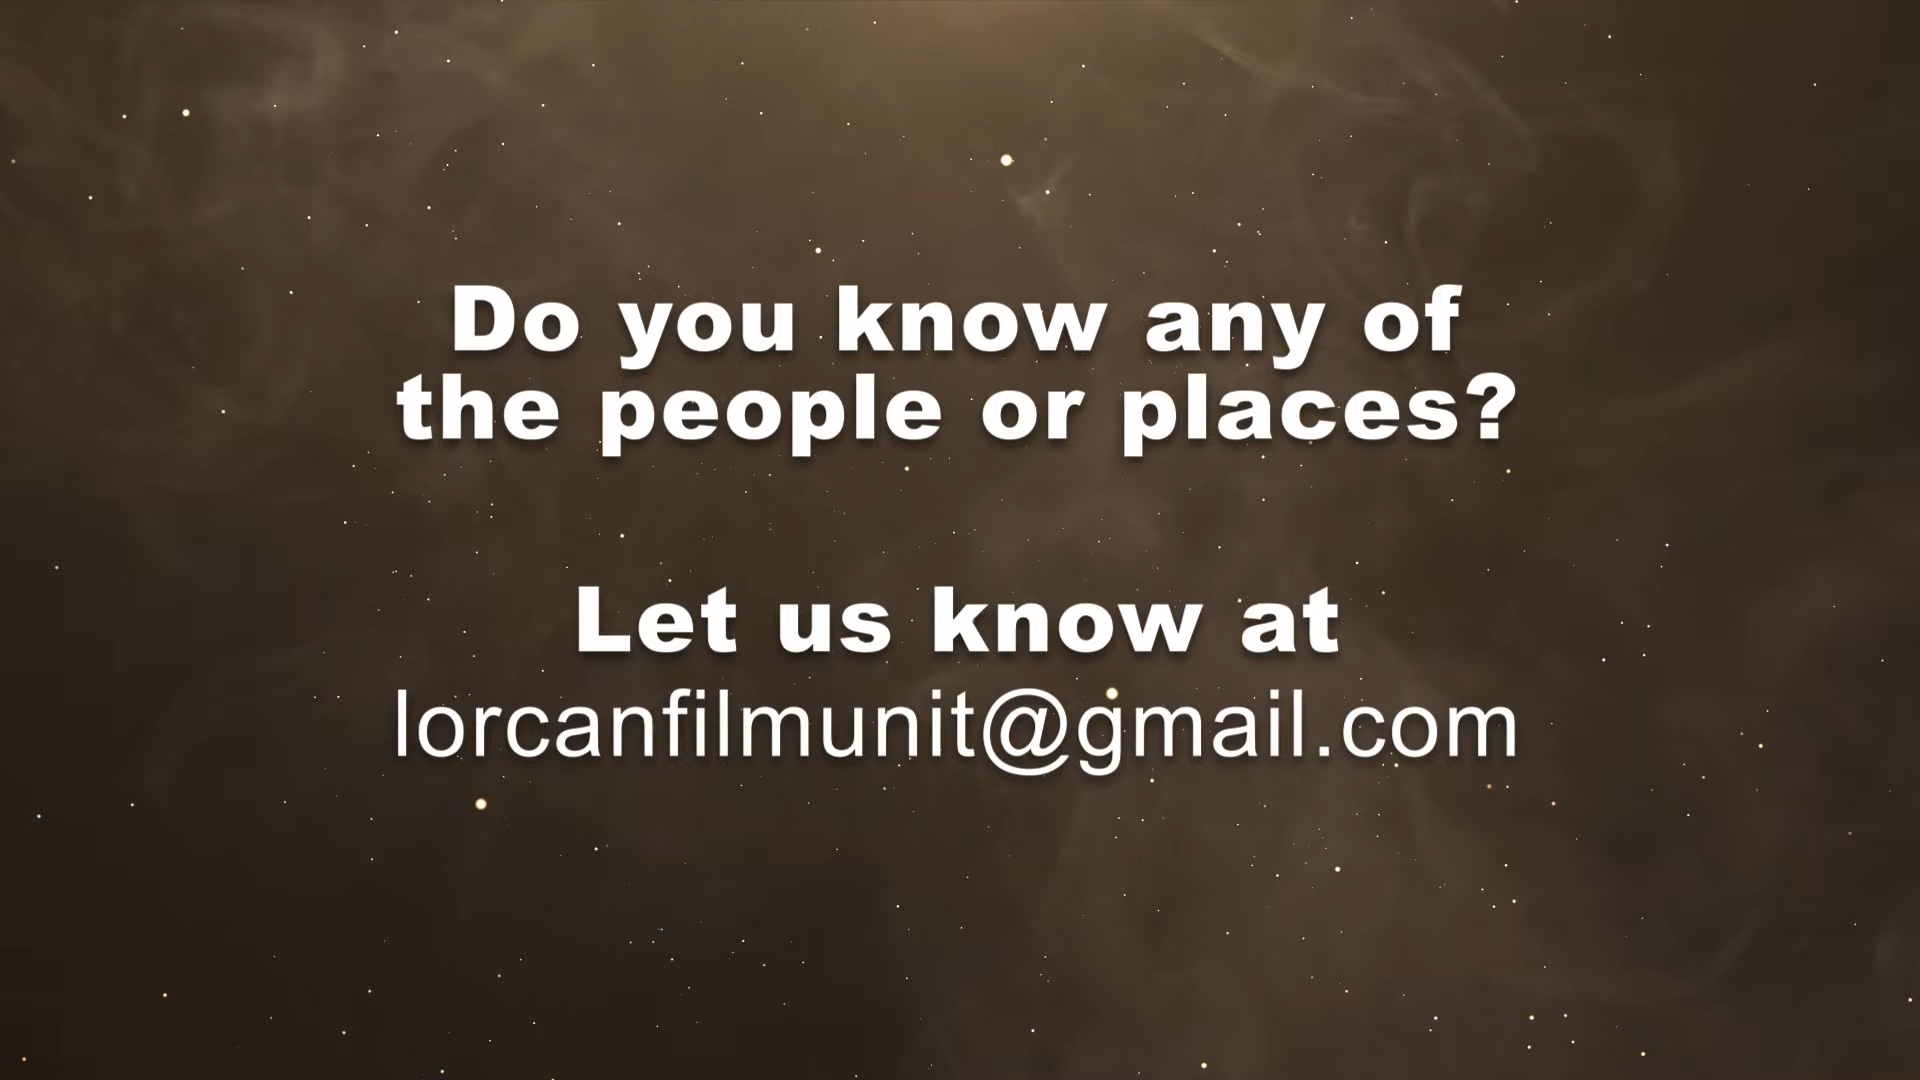 Do you know any of
the people or places?
Let us know at
lorcanfilmunit@gmail.com